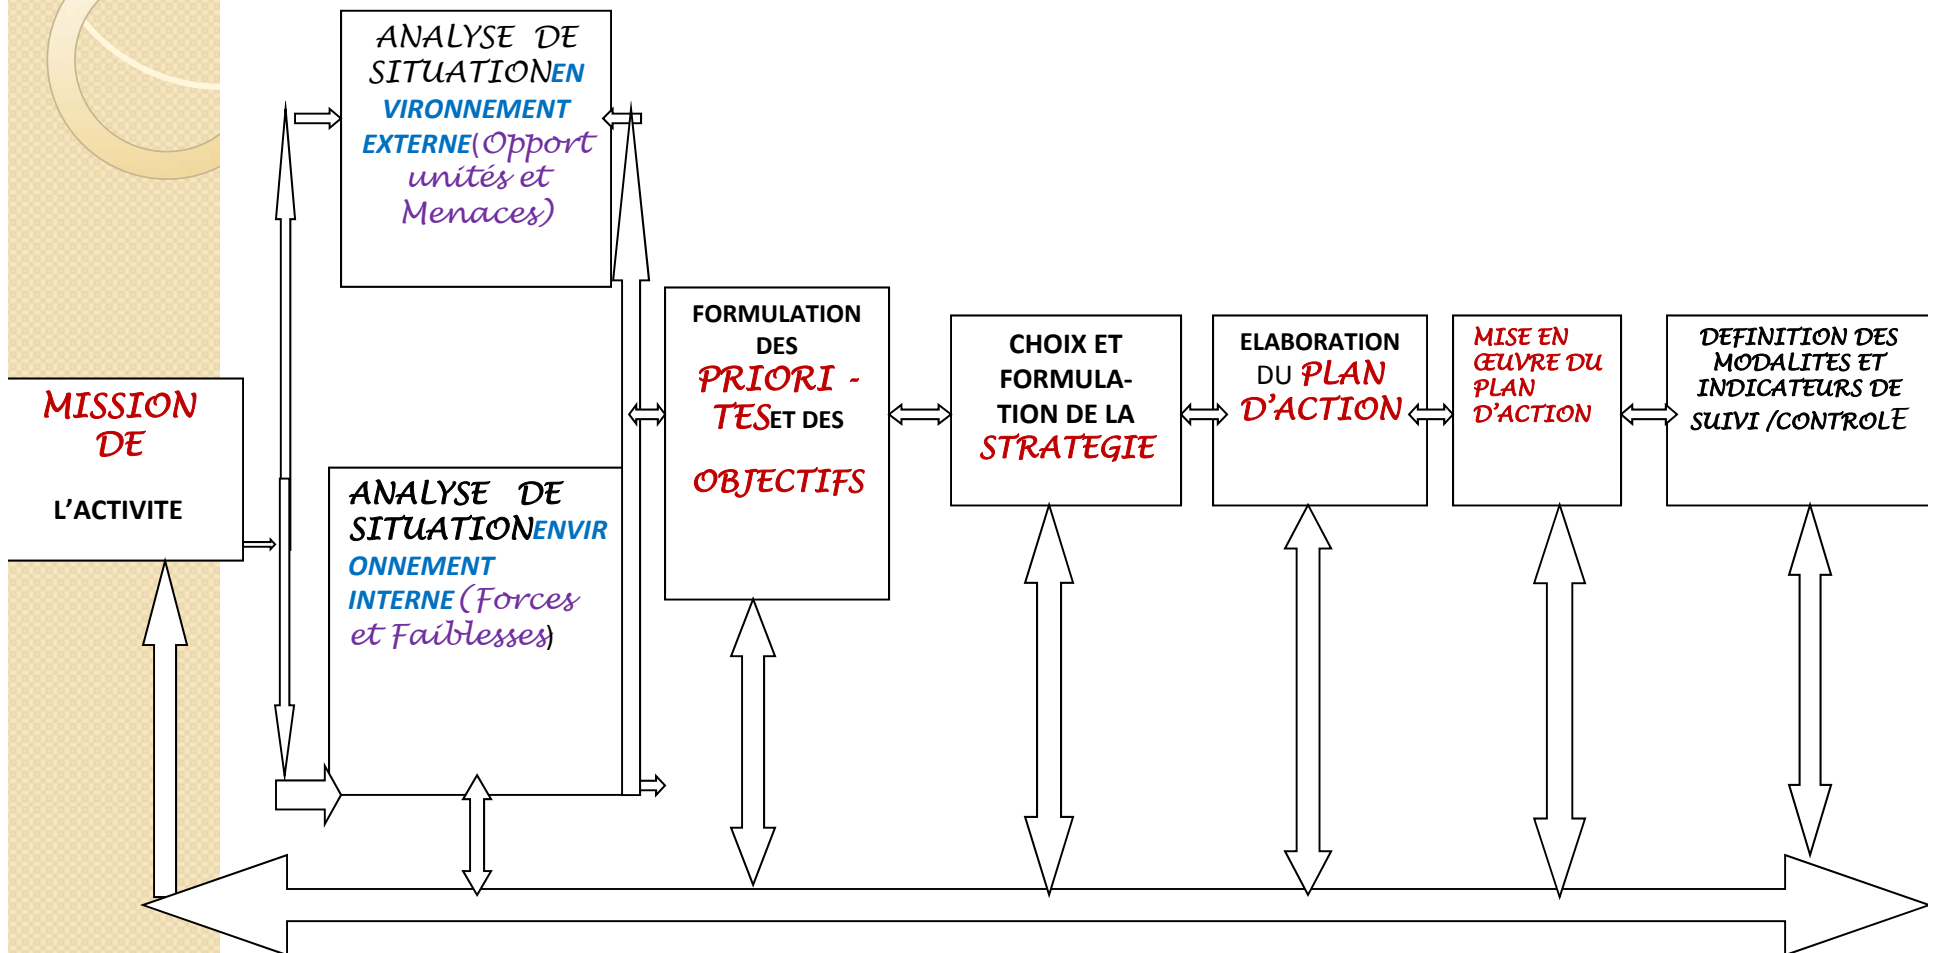 MISSION
DE
L’ACTIVITE
ANALYSE DE
SITUATIONEN
VIRONNEMENT
EXTERNE(Opport
unités et
Menaces)
ANALYSE DE
SITUATIONENVIR
ONNEMENT
INTERNE (Forces
et Faiblesses)
FORMULATION
DES
PRIORI -
TESET DES
OBJECTIFS
CHOIX ET
FORMULA-
TION DE LA
STRATEGIE
ELABORATION
DU PLAN
D’ACTION
MISE EN
ŒUVRE DU
PLAN
D’ACTION
DEFINITION DES
MODALITES ET
INDICATEURS DE
SUIVI /CONTROLE